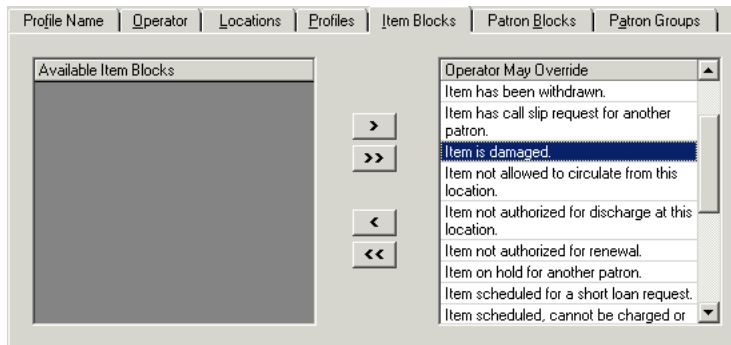 Profile Name Operator Locations Profiles Item Blocks Patron Blocks Patron Groups
Available Item Blocks
>
>>
<
<<
Operator May Override
Item has been withdrawn.
Item has call slip request for another
patron.
Item is damaged.
Item not allowed to circulate from this
location.
Item not authorized for discharge at this
location.
Item not authorized for renewal.
Item on hold for another patron.
Item scheduled for a short loan request.
Item scheduled, cannot be charged or